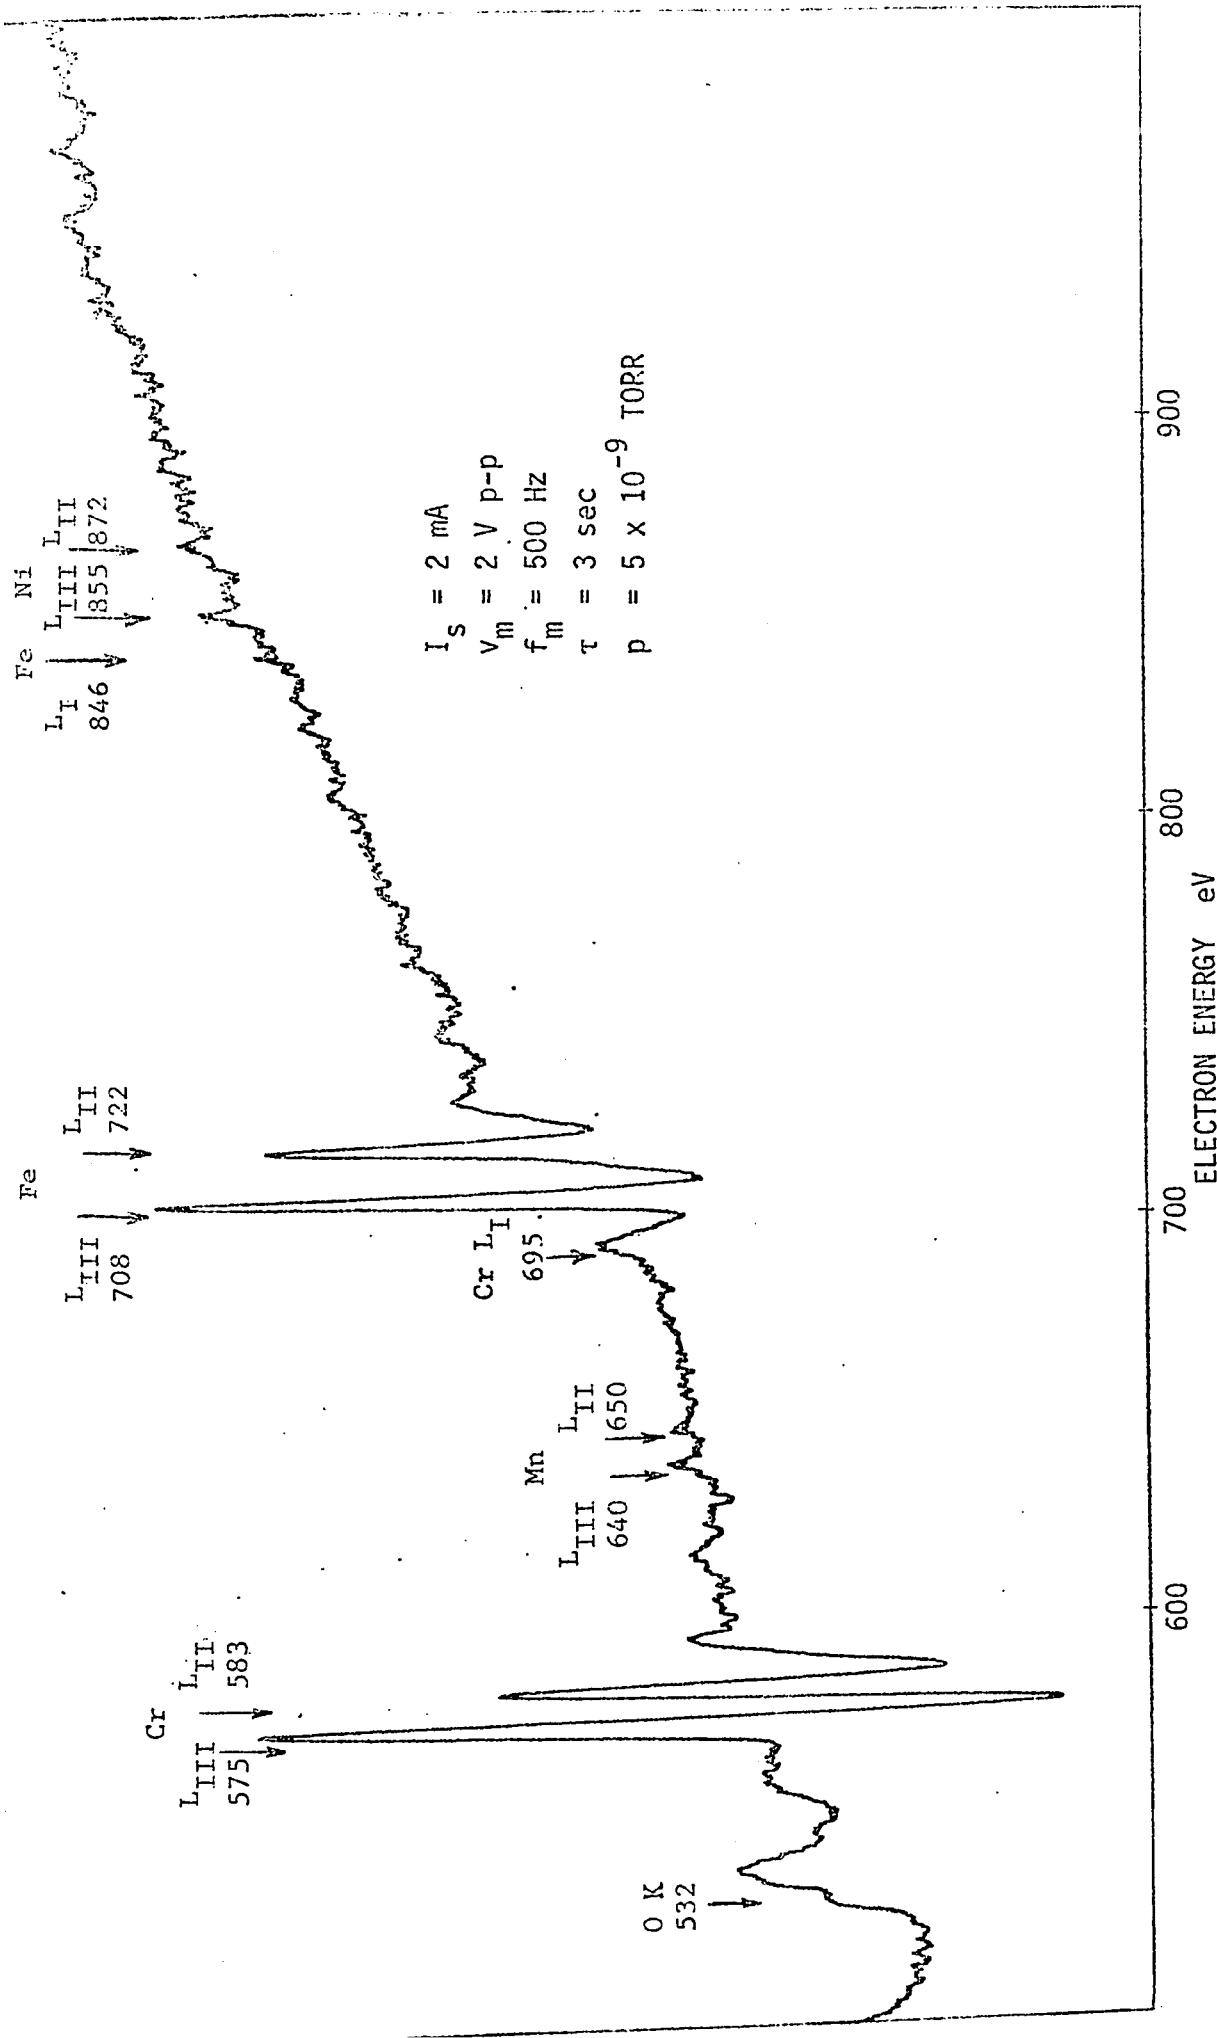 O K
532
Cr
L_III L_II
575 583
Mn
L_III L_II
640 650
Cr L_I
695
Fe
L_III L_II
708 722
Fe Ni
L_I L_III L_II
846 855 872
I_s = 2 mA
v_m = 2 V p-p
f_m = 500 Hz
τ = 3 sec
p = 5 x 10^-9 TORR
600 700 800 900
ELECTRON ENERGY eV